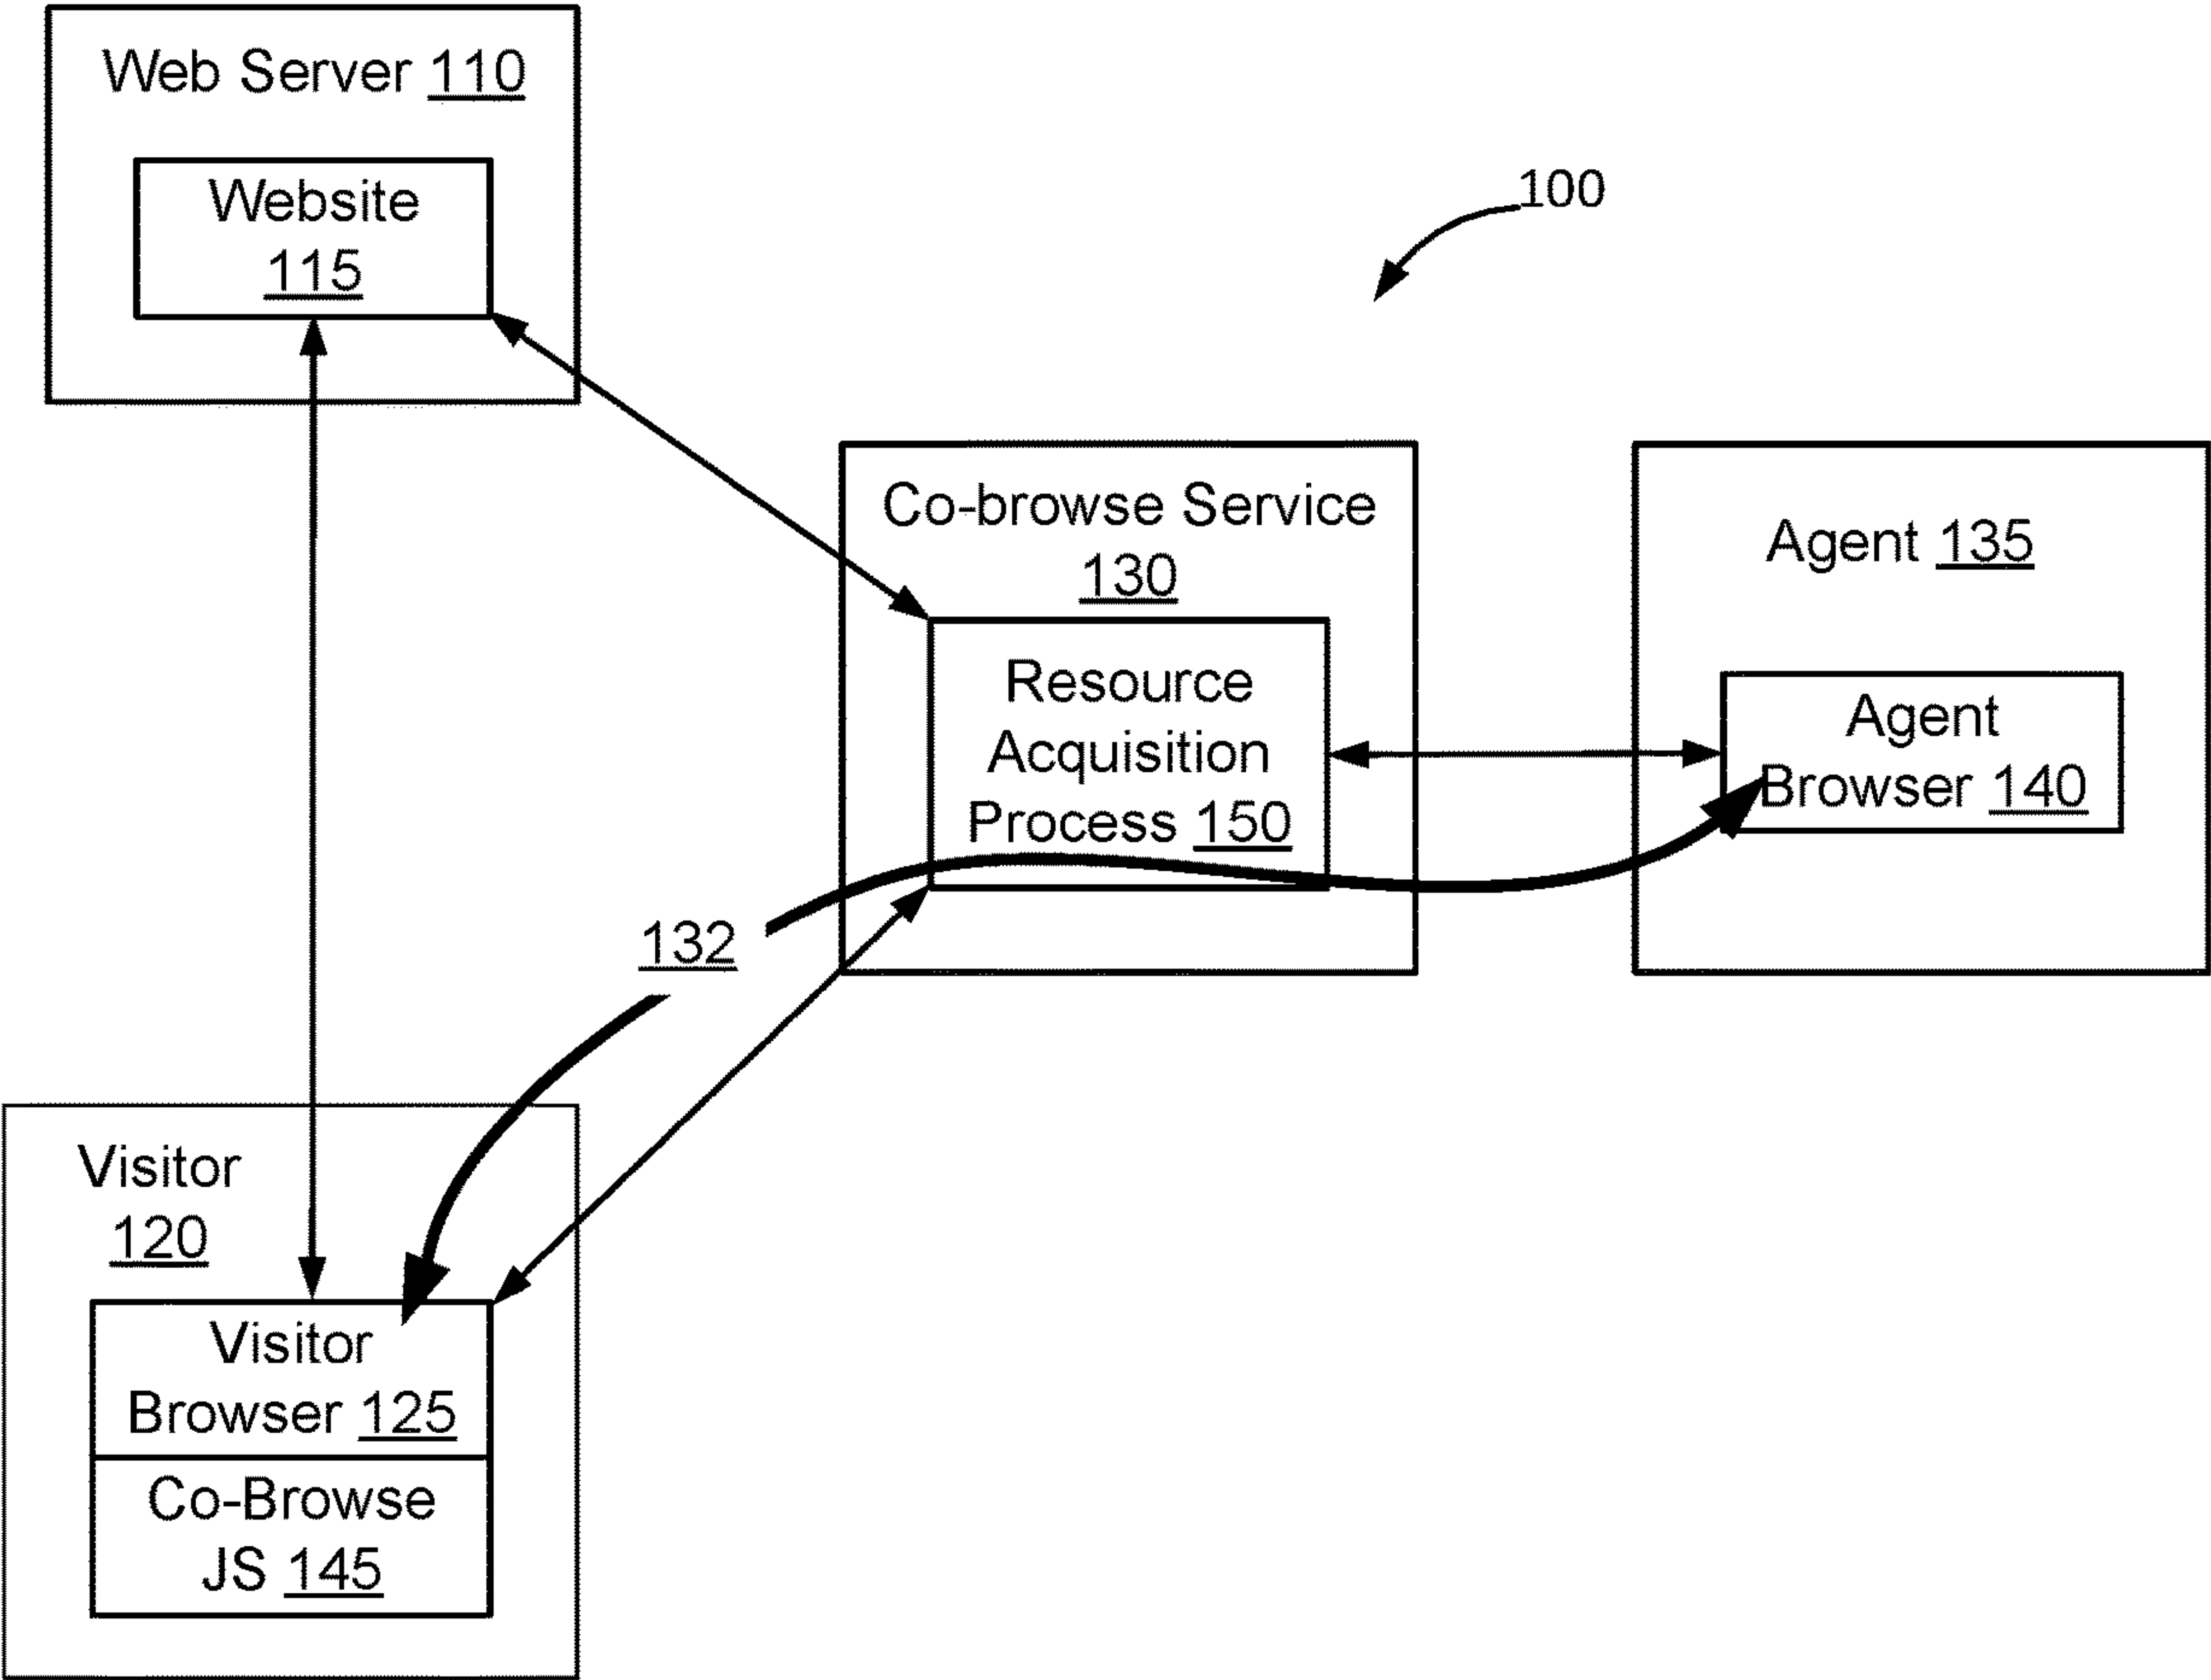 Web Server 110
Website
115
100
Co-browse Service
130
Resource
Acquisition
Process 150
Agent 135
Agent
Browser 140
132
Visitor
120
Visitor
Browser 125
Co-Browse
JS 145